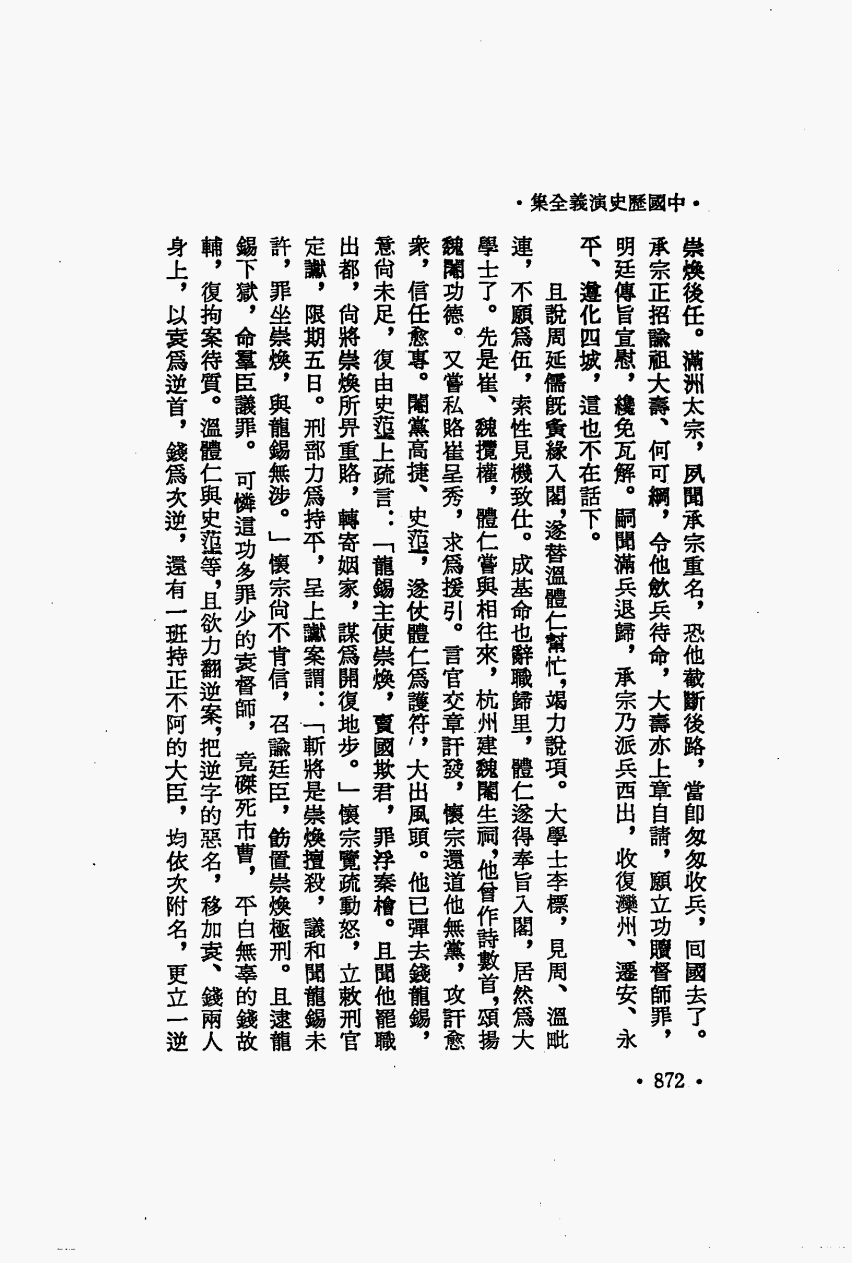 ·中國歷史演義全集·
崇煥後任。滿洲太宗，夙聞承宗重名，恐他截斷後路，當卽匆匆收兵，囘國去了。
承宗正招諭祖大壽、何可綱，令他歛兵待命，大壽亦上章自請，願立功贖督師罪，
明廷傳旨宣慰，纔免瓦解。嗣聞滿兵退歸，承宗乃派兵西出，收復灤州、遷安、永
平、遵化四城，這也不在話下。
且說周延儒旣夤緣入閣，遂替溫體仁幫忙，竭力說項。大學士李標，見周、溫毗
連，不願爲伍，索性見機致仕。成基命也辭職歸里，體仁遂得奉旨入閣，居然爲大
學士了。先是崔、魏攬權，體仁嘗與相往來，杭州建魏閹生祠，他曾作詩數首，頌揚
魏閹功德。又嘗私賂崔呈秀，求爲援引。言官交章訐發，懷宗還道他無黨，攻訐愈
衆，信任愈專。閹黨高捷、史𡎊，遂仗體仁爲護符，大出風頭。他已彈去錢龍錫，
意尙未足，復由史𡎊上疏言：「龍錫主使崇煥，賣國欺君，罪浮秦檜。且聞他罷職
出都，尙將崇煥所畀重賂，轉寄姻家，謀爲開復地步。」懷宗覽疏動怒，立敕刑官
定讞，限期五日。刑部力爲持平，呈上讞案謂：「斬將是崇煥擅殺，議和聞龍錫未
許，罪坐崇煥，與龍錫無涉。」懷宗尙不肯信，召諭廷臣，飭置崇煥極刑。且逮龍
錫下獄，命羣臣議罪。可憐這功多罪少的袁督師，竟磔死市曹，平白無辜的錢故
輔，復拘案待質。溫體仁與史𡎊等，且欲力翻逆案，把逆字的惡名，移加袁、錢兩人
身上，以袁爲逆首，錢爲次逆，還有一班持正不阿的大臣，均依次附名，更立一逆
·872·